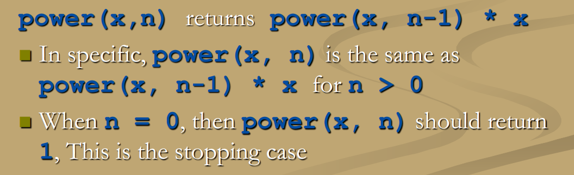 power(x,n) returns power(x, n-1) * x
In specific, power(x, n) is the same as
power(x, n-1) * x for n > 0
When n = 0, then power(x, n) should return
1, This is the stopping case